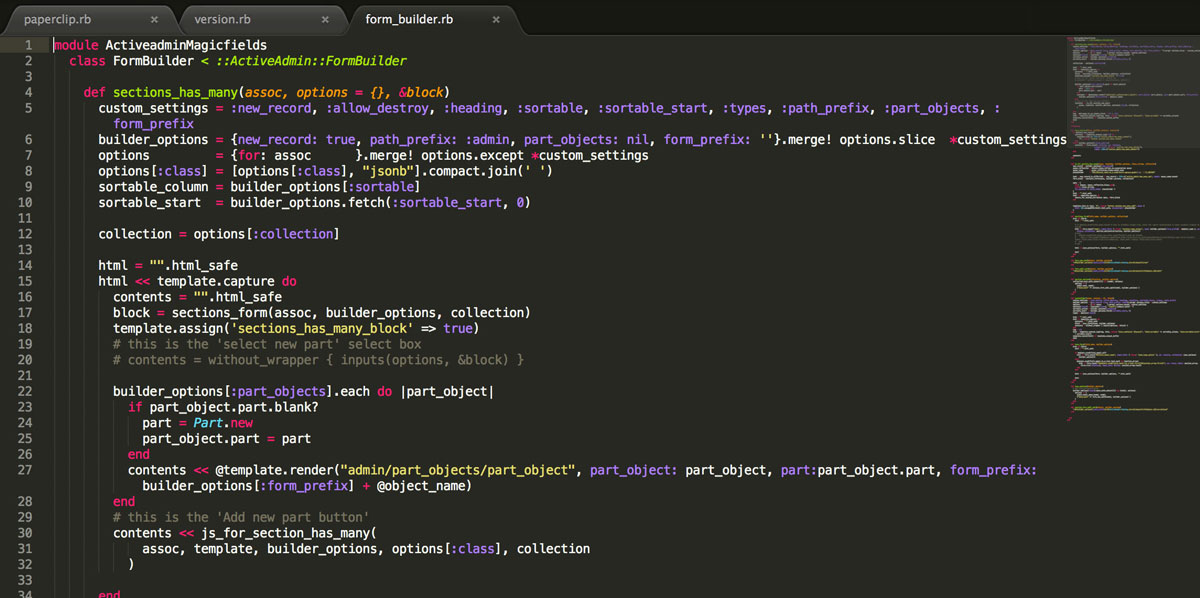 paperclip.rb × version.rb × form_builder.rb ×
1 module ActiveadminMagicfields
2 class FormBuilder < ::ActiveAdmin::FormBuilder
3
4 def sections_has_many(assoc, options = {}, &block)
5 custom_settings = :new_record, :allow_destroy, :heading, :sortable, :sortable_start, :types, :path_prefix, :part_objects, :
form_prefix
6 builder_options = {new_record: true, path_prefix: :admin, part_objects: nil, form_prefix: ''}.merge! options.slice  *custom_settings
7 options         = {for: assoc      }.merge! options.except *custom_settings
8 options[:class] = [options[:class], "jsonb"].compact.join(' ')
9 sortable_column = builder_options[:sortable]
10 sortable_start  = builder_options.fetch(:sortable_start, 0)
11
12 collection = options[:collection]
13
14 html = "".html_safe
15 html << template.capture do
16 contents = "".html_safe
17 block = sections_form(assoc, builder_options, collection)
18 template.assign('sections_has_many_block' => true)
19 # this is the 'select new part' select box
20 # contents = without_wrapper { inputs(options, &block) }
21
22 builder_options[:part_objects].each do |part_object|
23 if part_object.part.blank?
24 part = Part.new
25 part_object.part = part
26 end
27 contents << @template.render("admin/part_objects/part_object", part_object: part_object, part:part_object.part, form_prefix:
builder_options[:form_prefix] + @object_name)
28 end
29 # this is the 'Add new part button'
30 contents << js_for_section_has_many(
31 assoc, template, builder_options, options[:class], collection
32 )
33
34 end